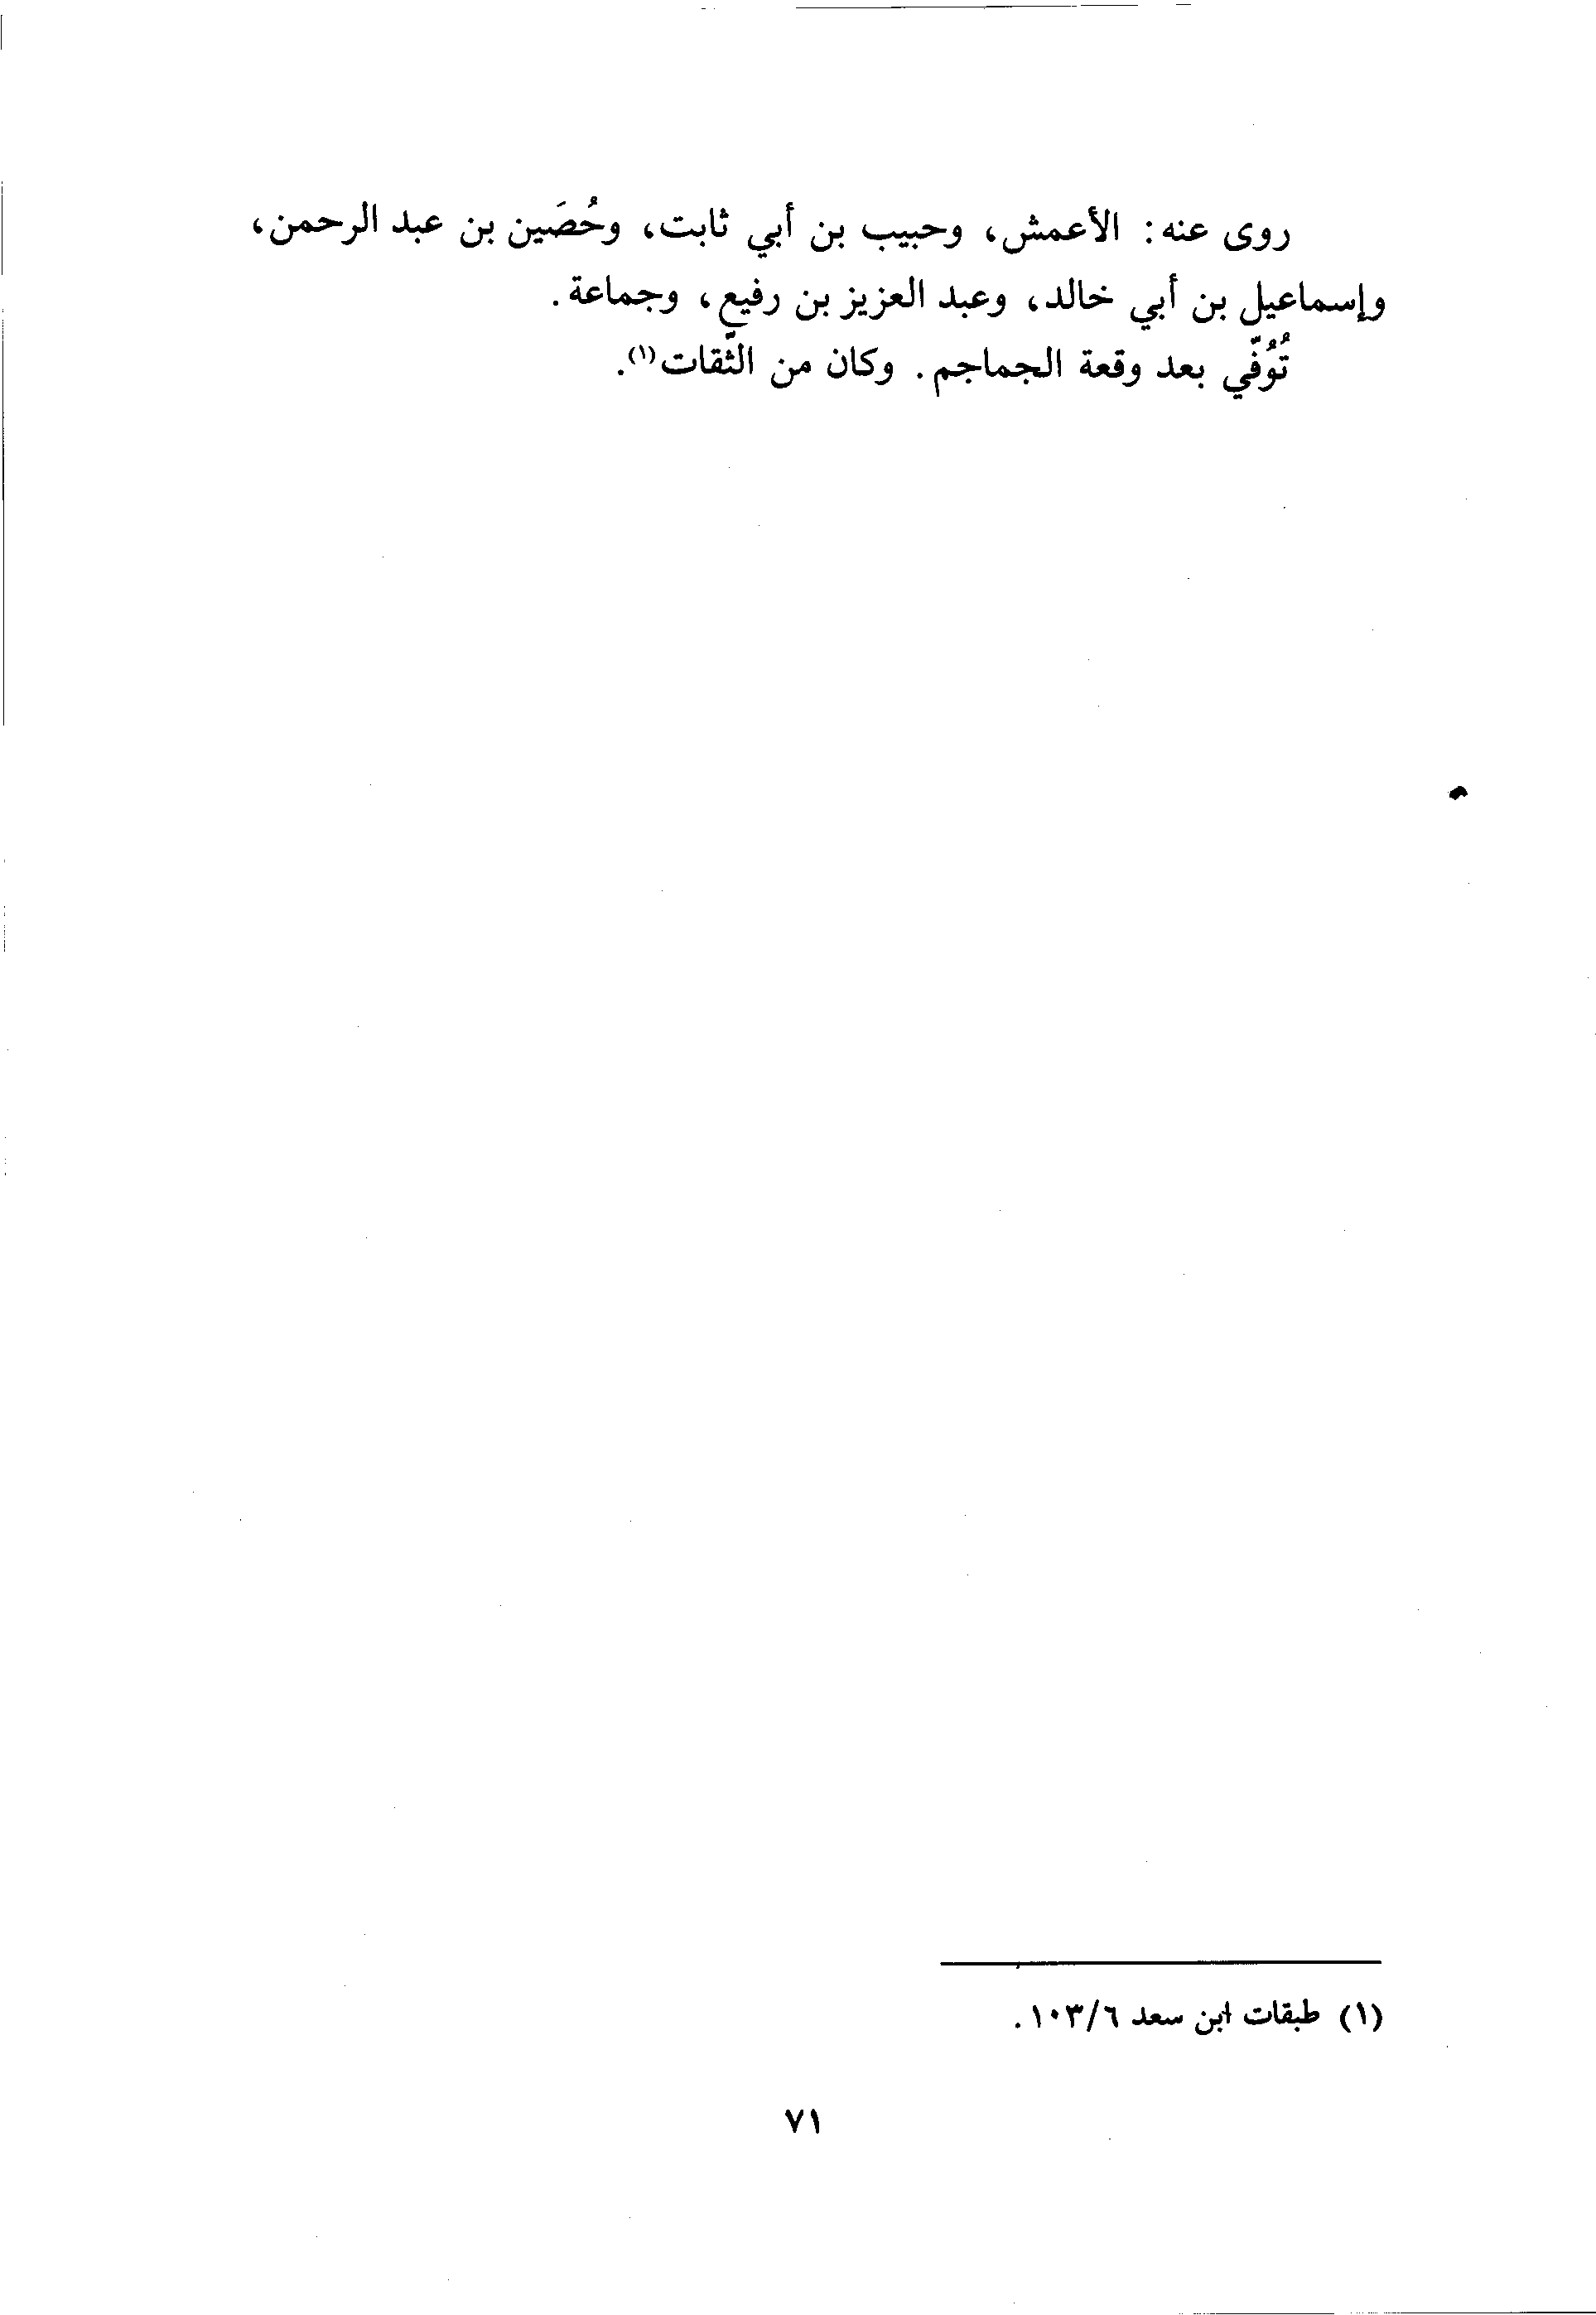 روى عنه: الأعمش، وحبيب بن أبي ثابت، وحُصَين بن عبد الرحمن،
وإسماعيل بن أبي خالد، وعبد العزيز بن رفيع، وجماعة.
تُوُفّي بعد وقعة الجماجم. وكان من الثّقات(١).
(١) طبقات ابن سعد ٦/١٠٣.
٧١